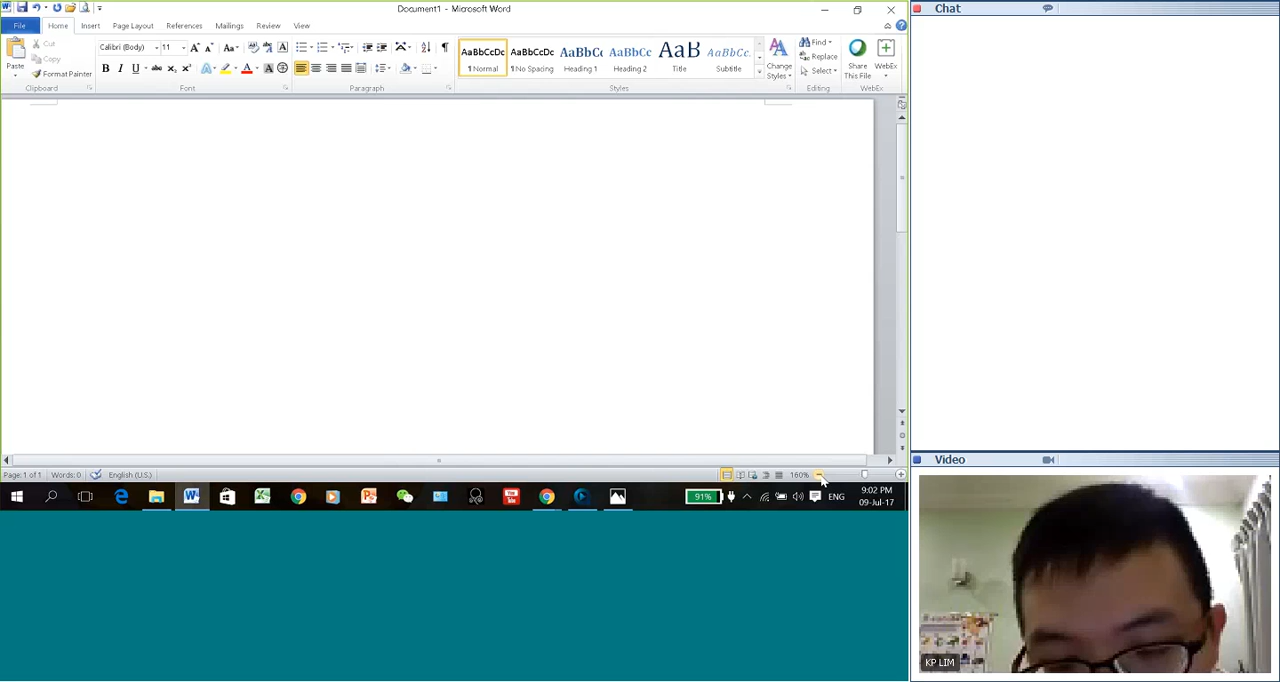 Document1 - Microsoft Word
Chat
File Home Insert Page Layout References Mailings Review View
Paste
Cut
Copy
Format Painter
Calibri (Body) 11
AaBbCcDc AaBbCcDc AaBbCc AaBbCc AaB AaBbCc.
¶ Normal ¶ No Spacing Heading 1 Heading 2 Title Subtitle
Change Styles
Find
Replace
Select
Share This File
WebEx
Clipboard Font Paragraph Styles Editing WebEx
Page: 1 of 1 Words: 0 English (U.S.) 160%
Video
91% ENG 9:02 PM
09-Jul-17
KP LIM